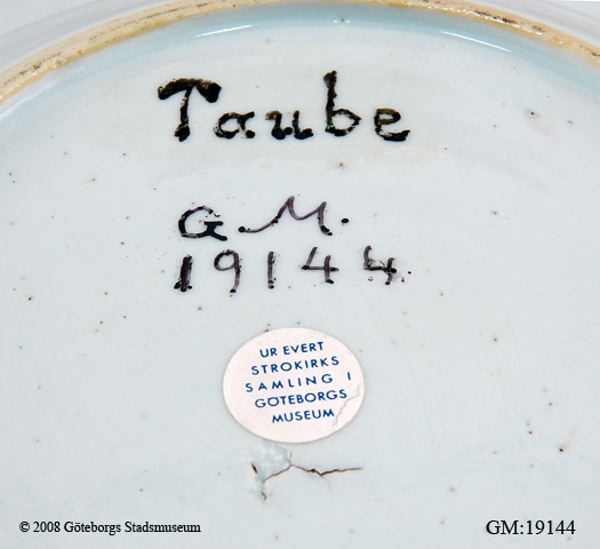 Taube
G. M.
19144.
UR EVERT
STROKIRKS
SAMLING I
GÖTEBORGS
MUSEUM
© 2008 Göteborgs Stadsmuseum
GM:19144